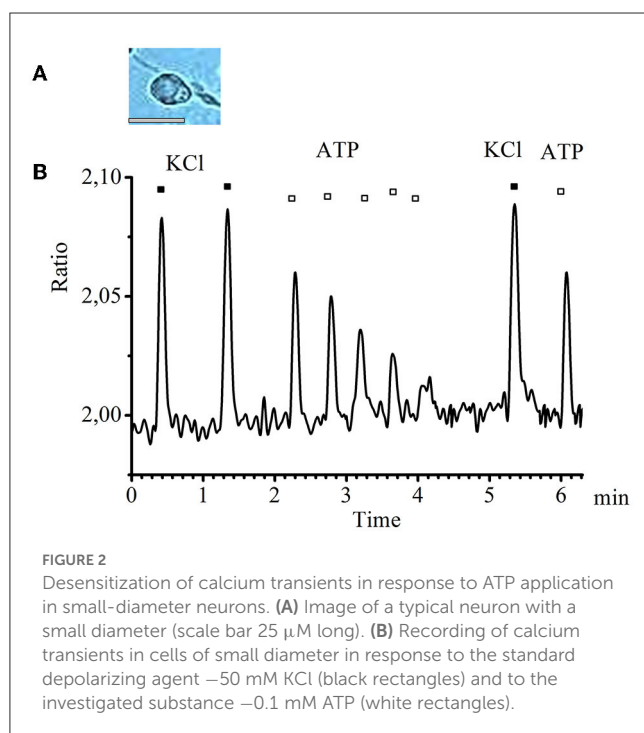 A
B
KCl
ATP
KCl
ATP
2,10
2,05
2,00
Ratio
0
1
2
3
4
5
6
min
Time
FIGURE 2
Desensitization of calcium transients in response to ATP application
in small-diameter neurons. (A) Image of a typical neuron with a
small diameter (scale bar 25 μM long). (B) Recording of calcium
transients in cells of small diameter in response to the standard
depolarizing agent −50 mM KCl (black rectangles) and to the
investigated substance −0.1 mM ATP (white rectangles).